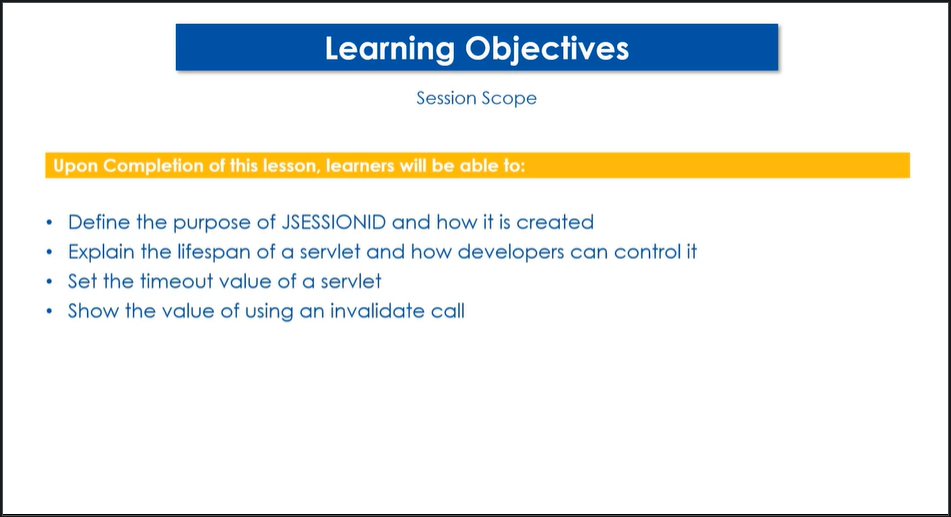 Learning Objectives
Session Scope
Upon Completion of this lesson, learners will be able to:
• Define the purpose of JSESSIONID and how it is created
• Explain the lifespan of a servlet and how developers can control it
• Set the timeout value of a servlet
• Show the value of using an invalidate call